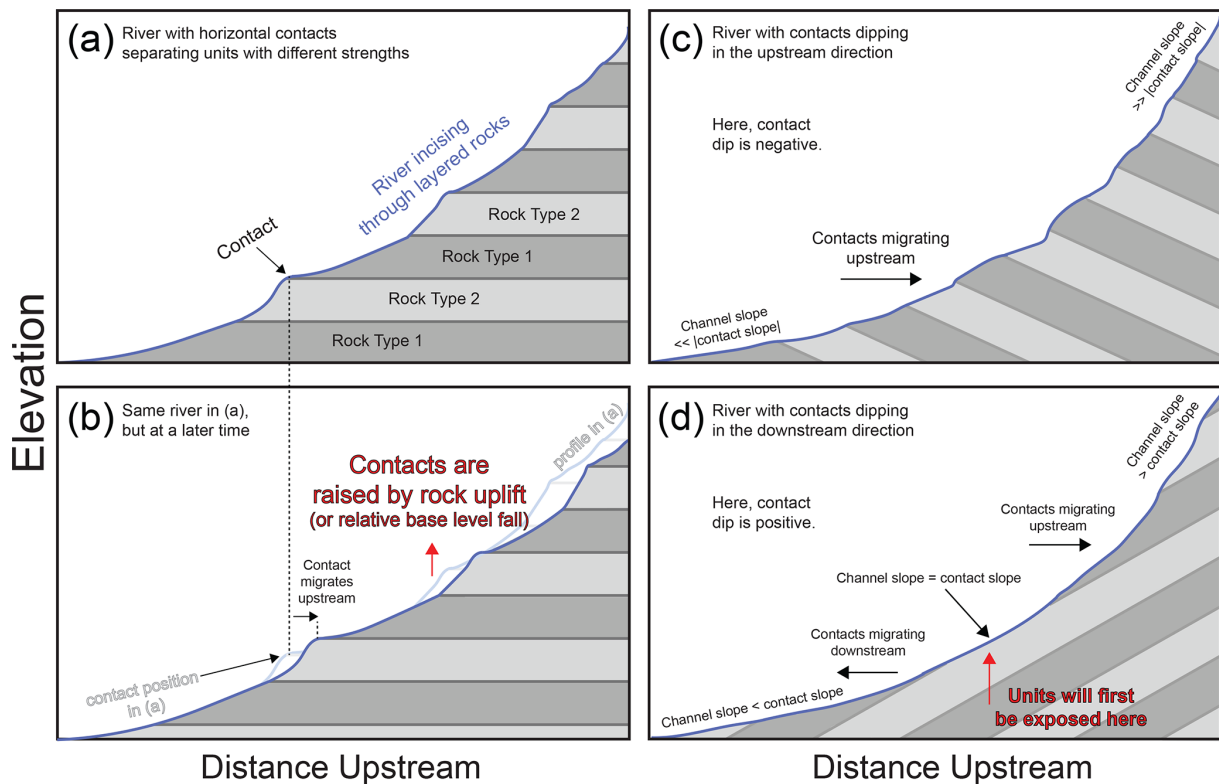 Elevation
(a)
River with horizontal contacts
separating units with different strengths
River incising
through layered rocks
Contact
Rock Type 2
Rock Type 1
Rock Type 2
Rock Type 1
(b)
Same river in (a),
but at a later time
profile in (a)
Contacts are
raised by rock uplift
(or relative base level fall)
Contact
migrates
upstream
contact position
in (a)
Distance Upstream
(c)
River with contacts dipping
in the upstream direction
Channel slope
>> |contact slope|
Here, contact
dip is negative.
Contacts migrating
upstream
Channel slope
<< |contact slope|
(d)
River with contacts dipping
in the downstream direction
Channel slope
> contact slope
Here, contact
dip is positive.
Contacts migrating
upstream
Channel slope = contact slope
Contacts migrating
downstream
Channel slope < contact slope
Units will first
be exposed here
Distance Upstream